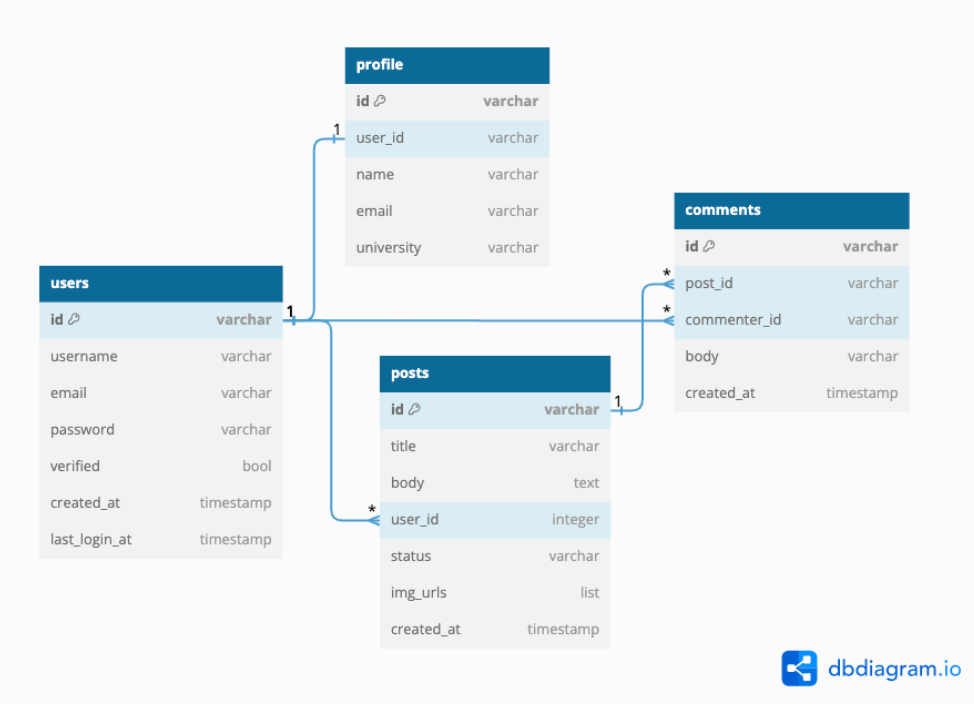 profile
id varchar
1
user_id varchar
name varchar
email varchar
university varchar
comments
id varchar
*
post_id varchar
*
commenter_id varchar
body varchar
created_at timestamp
users
id varchar
1
username varchar
email varchar
password varchar
verified bool
created_at timestamp
last_login_at timestamp
posts
id varchar
1
title varchar
body text
*
user_id integer
status varchar
img_urls list
created_at timestamp
dbdiagram.io